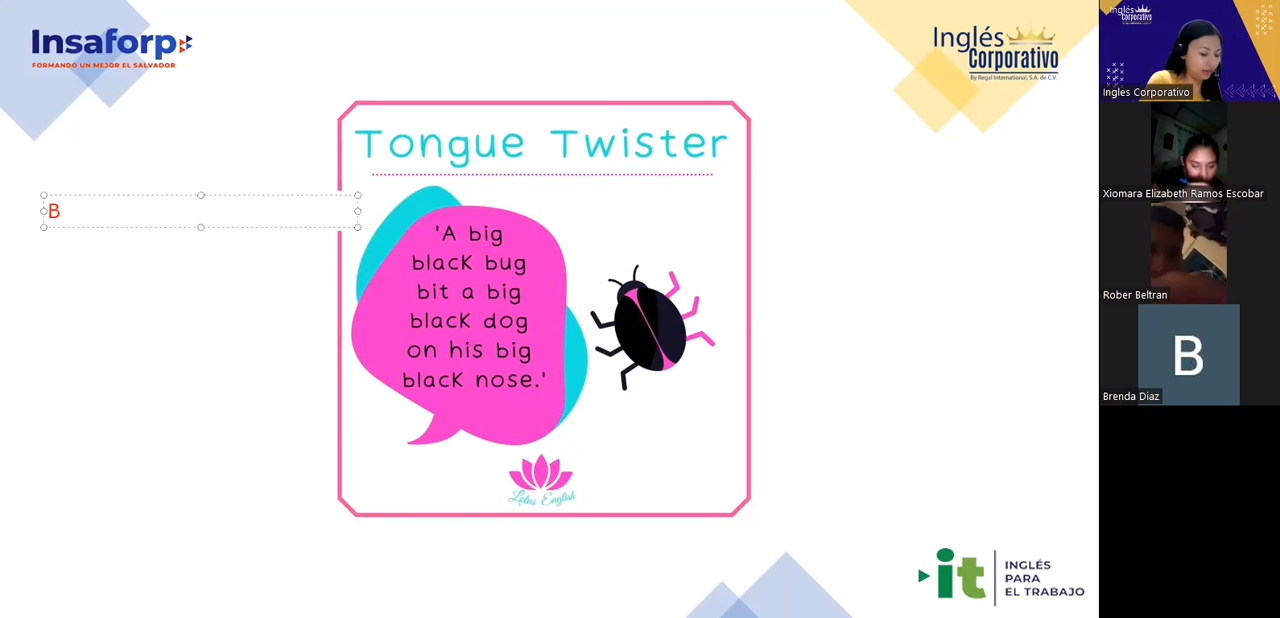 Insaforp
FORMANDO UN MEJOR EL SALVADOR
Inglés
Corporativo
By Regal International, S.A. de C.V.
Tongue Twister
B
'A big
black bug
bit a big
black dog
on his big
black nose.'
Lotus English
it
INGLÉS
PARA
EL TRABAJO
Inglés
Corporativo
Ingles Corporativo
Xiomara Elizabeth Ramos Escobar
Rober Beltran
B
Brenda Diaz